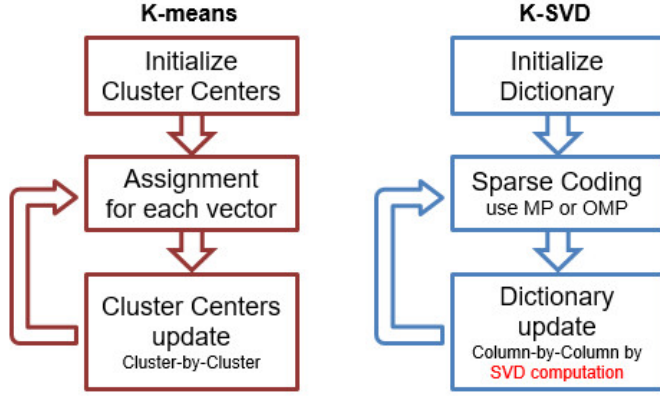 K-means
Initialize
Cluster Centers
Assignment
for each vector
Cluster Centers
update
Cluster-by-Cluster
K-SVD
Initialize
Dictionary
Sparse Coding
use MP or OMP
Dictionary
update
Column-by-Column by
SVD computation